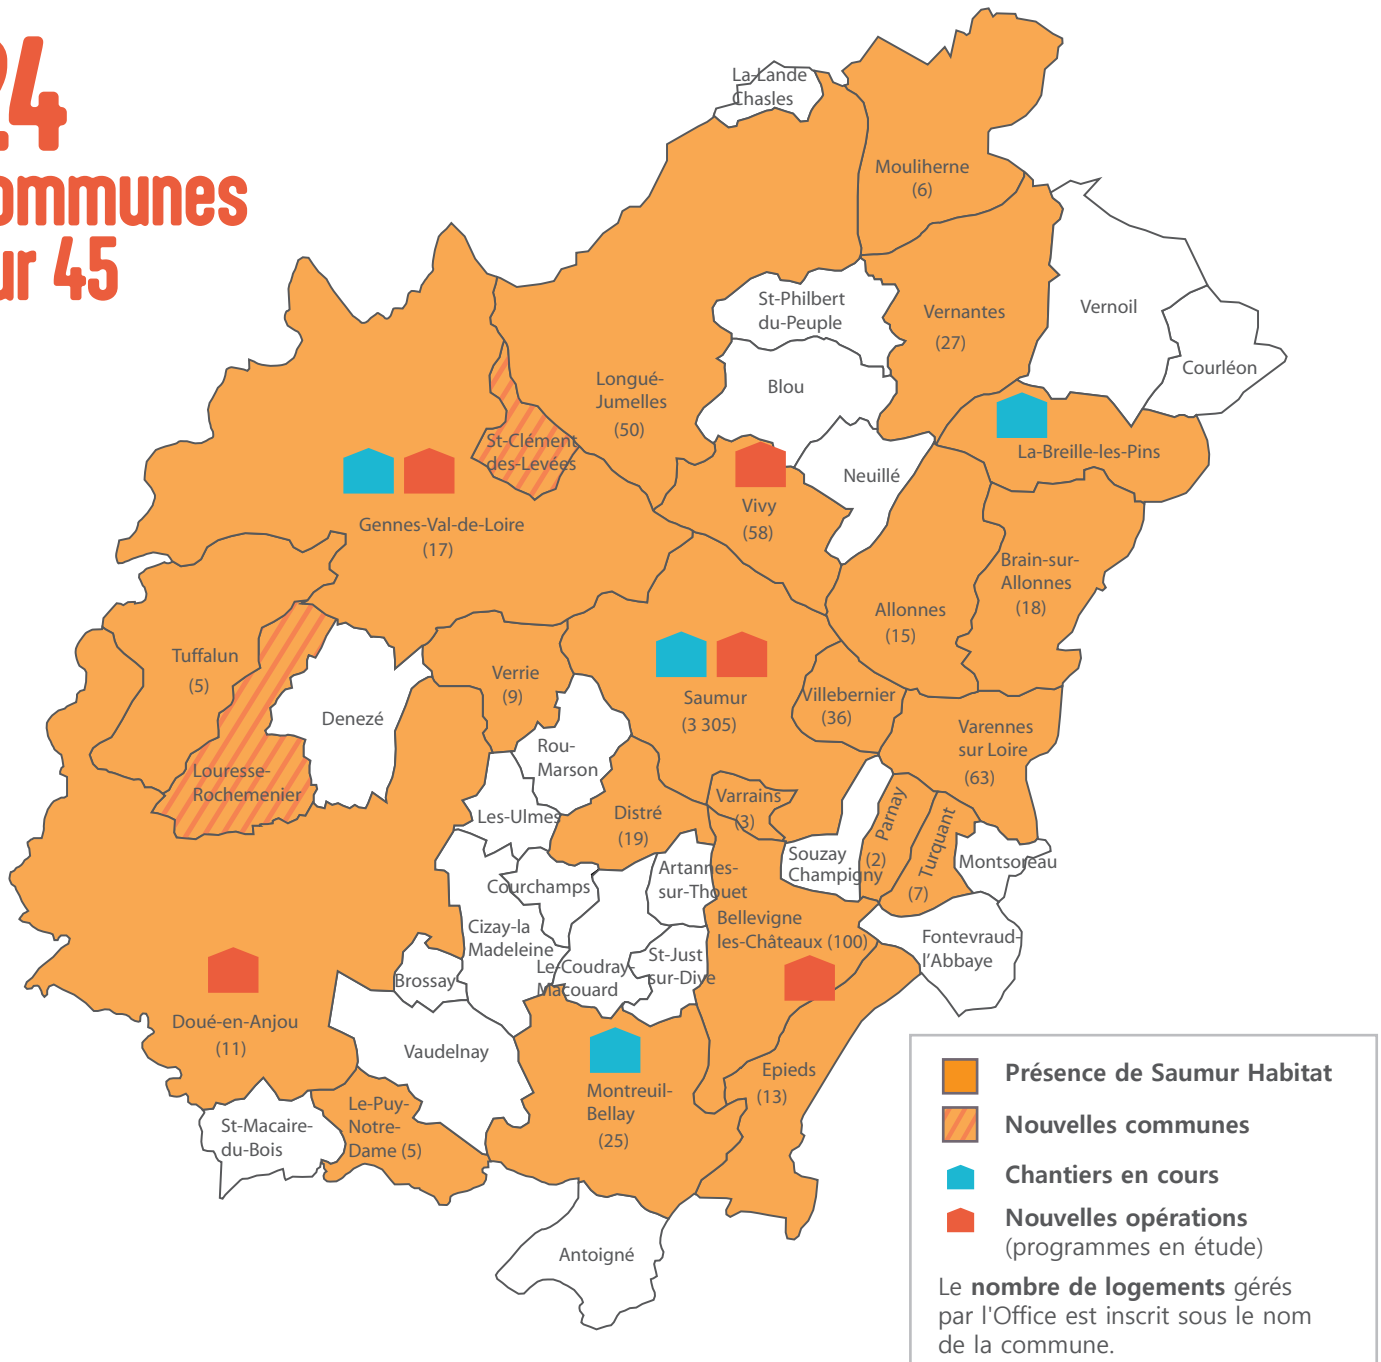 24
ommunes
ur 45
La-Lande
Chasles
Mouliherne
(6)
St-Philbert
du-Peuple
Vernantes
(27)
Vernoil
Courléon
Longué-
Jumelles
(50)
Blou
St-Clément
des-Levées
La-Breille-les-Pins
Neuillé
Vivy
(58)
Gennes-Val-de-Loire
(17)
Brain-sur-
Allonnes
(18)
Allonnes
(15)
Tuffalun
(5)
Verrie
(9)
Saumur
(3 305)
Villebernier
(36)
Denezé
Varennes
sur Loire
(63)
Rou-
Marson
Louresse-
Rochemenier
Les-Ulmes
Distré
(19)
Varrains
(3)
Parnay
(2)
Turquant
(7)
Souzay
Champigny
Montsoreau
Artannes-
sur-Thouet
Courchamps
Bellevigne
les-Châteaux (100)
Cizay-la
Madeleine
Fontevraud-
l'Abbaye
Le-Coudray-
Macouard
St-Just
sur-Dive
Brossay
Doué-en-Anjou
(11)
Vaudelnay
Epieds
(13)
Montreuil-
Bellay
(25)
Le-Puy-
Notre-
Dame (5)
St-Macaire-
du-Bois
Antoigné
Présence de Saumur Habitat
Nouvelles communes
Chantiers en cours
Nouvelles opérations
(programmes en étude)
Le nombre de logements gérés
par l'Office est inscrit sous le nom
de la commune.